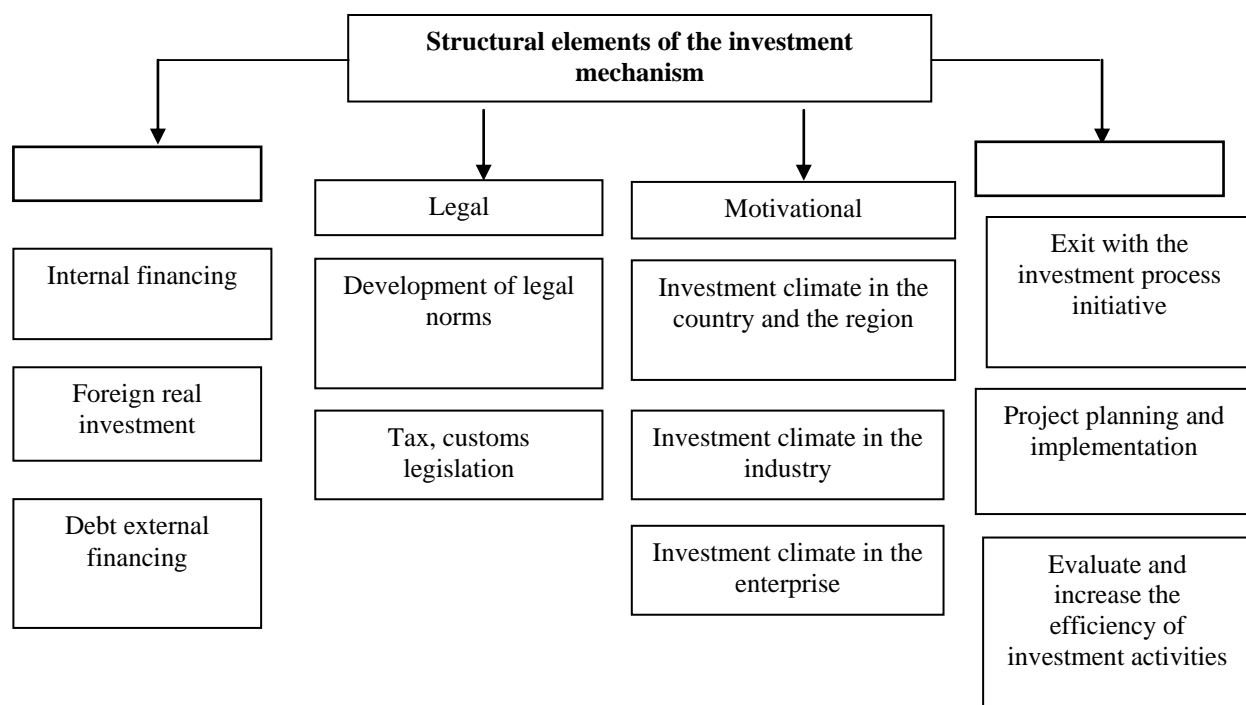 Structural elements of the investment
mechanism
Legal
Motivational
Internal financing
Foreign real
investment
Debt external
financing
Development of legal
norms
Tax, customs
legislation
Investment climate in the
country and the region
Investment climate in the
industry
Investment climate in the
enterprise
Exit with the
investment process
initiative
Project planning and
implementation
Evaluate and
increase the
efficiency of
investment activities